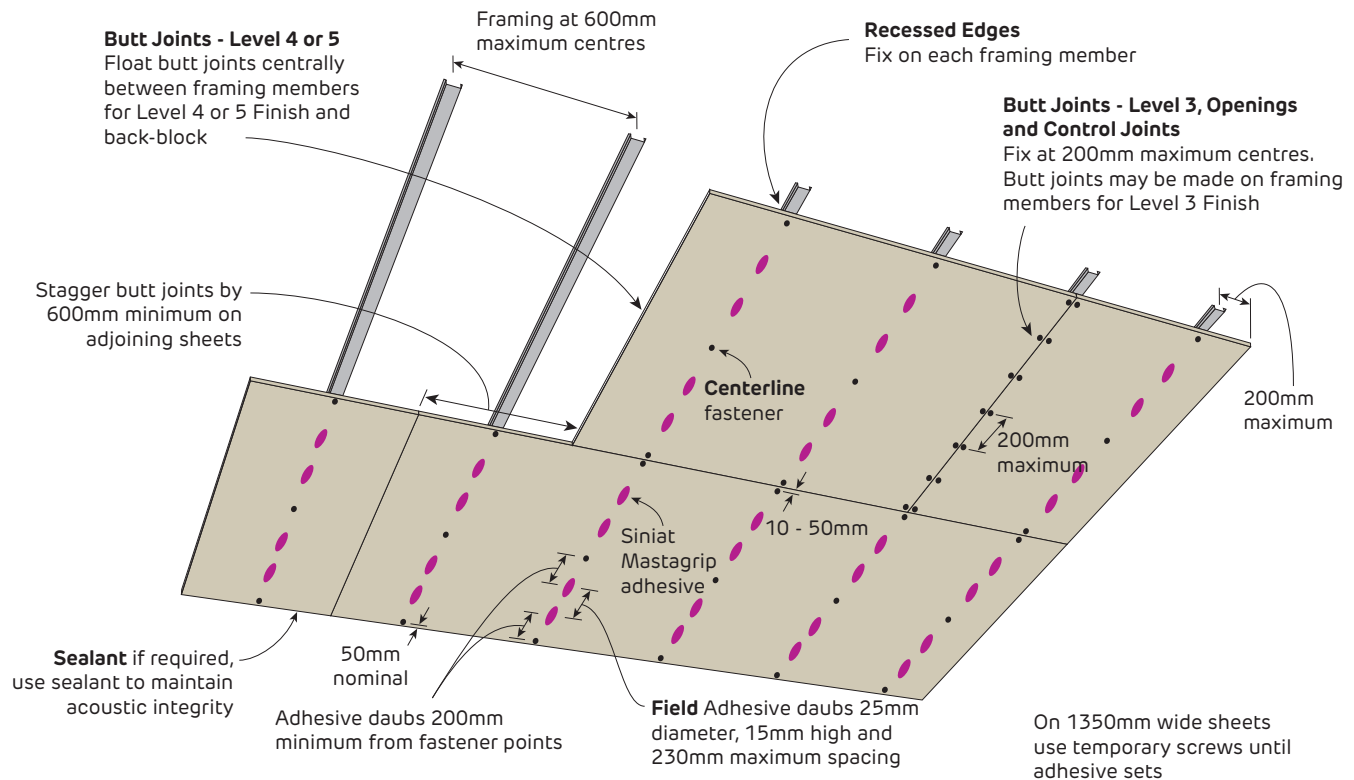 Butt Joints - Level 4 or 5
Float butt joints centrally
between framing members
for Level 4 or 5 Finish and
back-block
Framing at 600mm
maximum centres
Recessed Edges
Fix on each framing member
Butt Joints - Level 3, Openings
and Control Joints
Fix at 200mm maximum centres.
Butt joints may be made on framing
members for Level 3 Finish
Stagger butt joints by
600mm minimum on
adjoining sheets
Centerline
fastener
200mm
maximum
200mm
maximum
10 - 50mm
Siniat
Mastagrip
adhesive
Sealant if required,
use sealant to maintain
acoustic integrity
50mm
nominal
Adhesive daubs 200mm
minimum from fastener points
Field Adhesive daubs 25mm
diameter, 15mm high and
230mm maximum spacing
On 1350mm wide sheets
use temporary screws until
adhesive sets